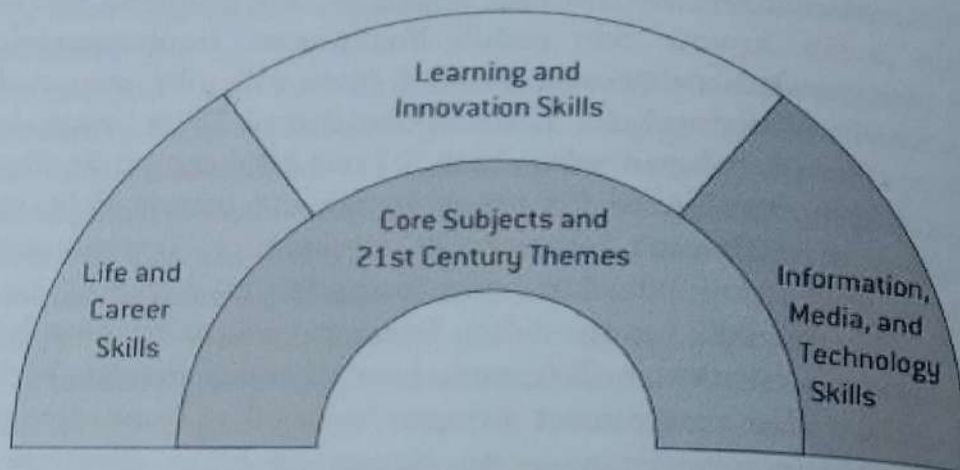 Learning and
Innovation Skills
Core Subjects and
21st Century Themes
Life and
Career
Skills
Information,
Media, and
Technology
Skills